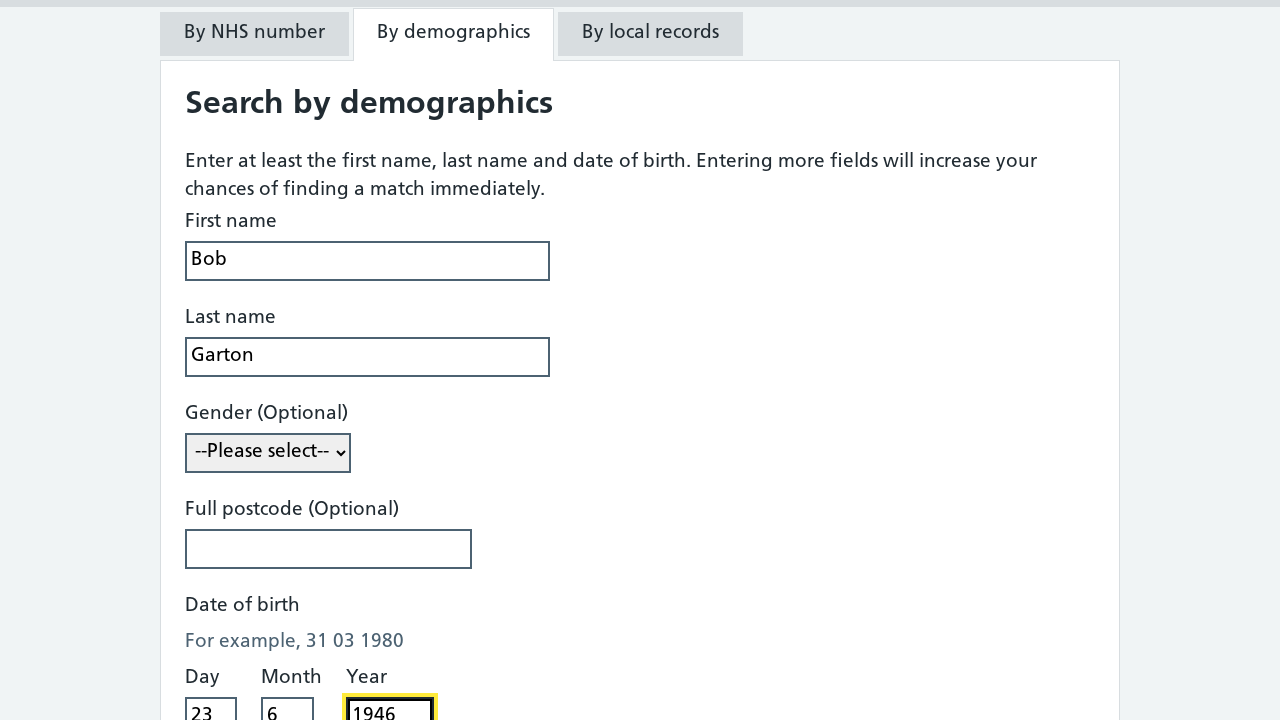 By NHS number
By demographics
By local records
Search by demographics
Enter at least the first name, last name and date of birth. Entering more fields will increase your
chances of finding a match immediately.
First name
Bob
Last name
Garton
Gender (Optional)
--Please select--
Full postcode (Optional)
Date of birth
For example, 31 03 1980
Day Month Year
23 6 1946